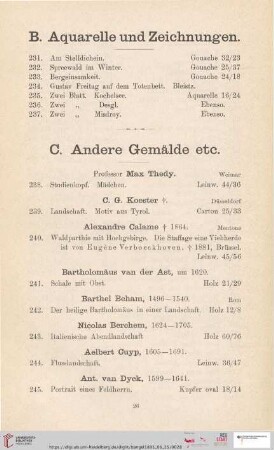 B. Aquarelle und Zeichnungen.
231. Am Stelldichein. Gouache 32/23
232. Spreewald im Winter. Gouache 25/37
233. Bergeinsamkeit. Gouache 24/18
234. Gustav Freitag auf dem Totenbett. Bleistz.
235. Zwei Blatt. Kochelsee. Aquarelle 16/24
236. Zwei „ Desgl. Ebenso.
237. Zwei „ Ebenso.
C. Andere Gemälde etc.
Professor Max Thedy. Weimar
238. Studienkopf. Mädchen. Leinw. 44/36
C. G. Koester †. Düsseldorf
239. Landschaft. Motiv aus Tyrol. Carton 25/33
Alexandre Calame † 1864. Mentone
240. Waldparthie mit Hochgebirge. Die Staffage eine Viehherde
ist von Eugène Verboeckhoven, † 1881, Brüssel.
Leinw. 45/56
Bartholomäus van der Ast, um 1620.
241. Schale mit Obst. Holz 21/29
Barthel Beham, 1496—1540. Rom
242. Der heilige Bartholomäus in einer Landschaft. Holz 12/8
Nicolas Berchem, 1624—1705.
243. Italienische Abendlandschaft Holz 60/76
Aelbert Cuyp, 1605—1691.
244. Flusslandschaft. Leinw. 36/47
Ant. van Dyck, 1599—1641.
245. Portrait eines Feldherrn. Kupfer oval 18/14
26